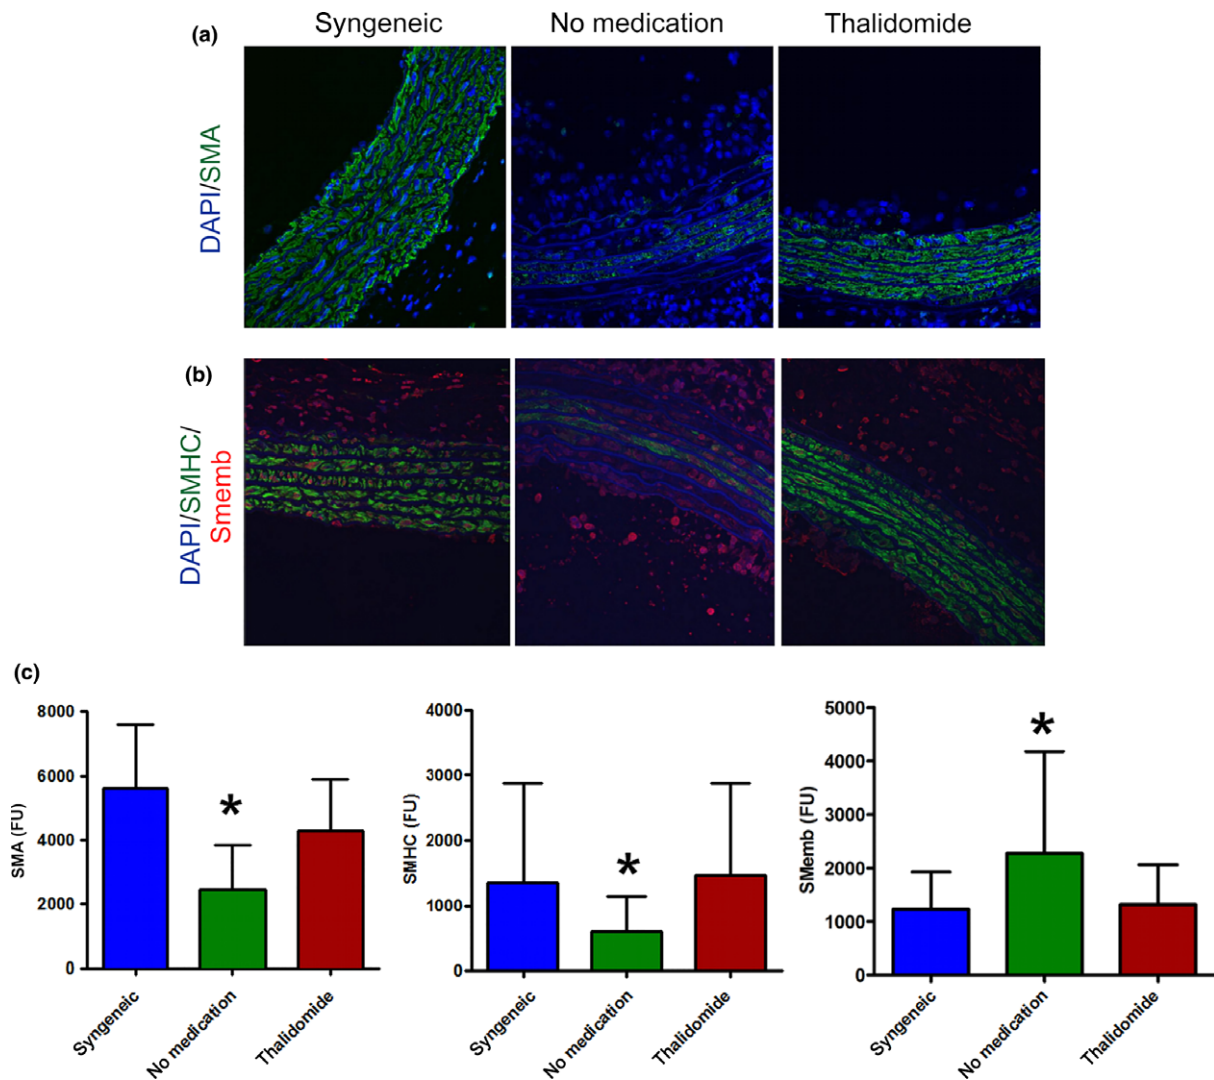 (a)
Syngeneic
No medication
Thalidomide
DAPI/SMA
(b)
DAPI/SMHC/
Smemb
(c)
8000
6000
4000
2000
0
SMA (FU)
*
Syngeneic
No medication
Thalidomide
4000
3000
2000
1000
0
SMHC (FU)
*
Syngeneic
No medication
Thalidomide
5000
4000
3000
2000
1000
0
SMemb (FU)
*
Syngeneic
No medication
Thalidomide